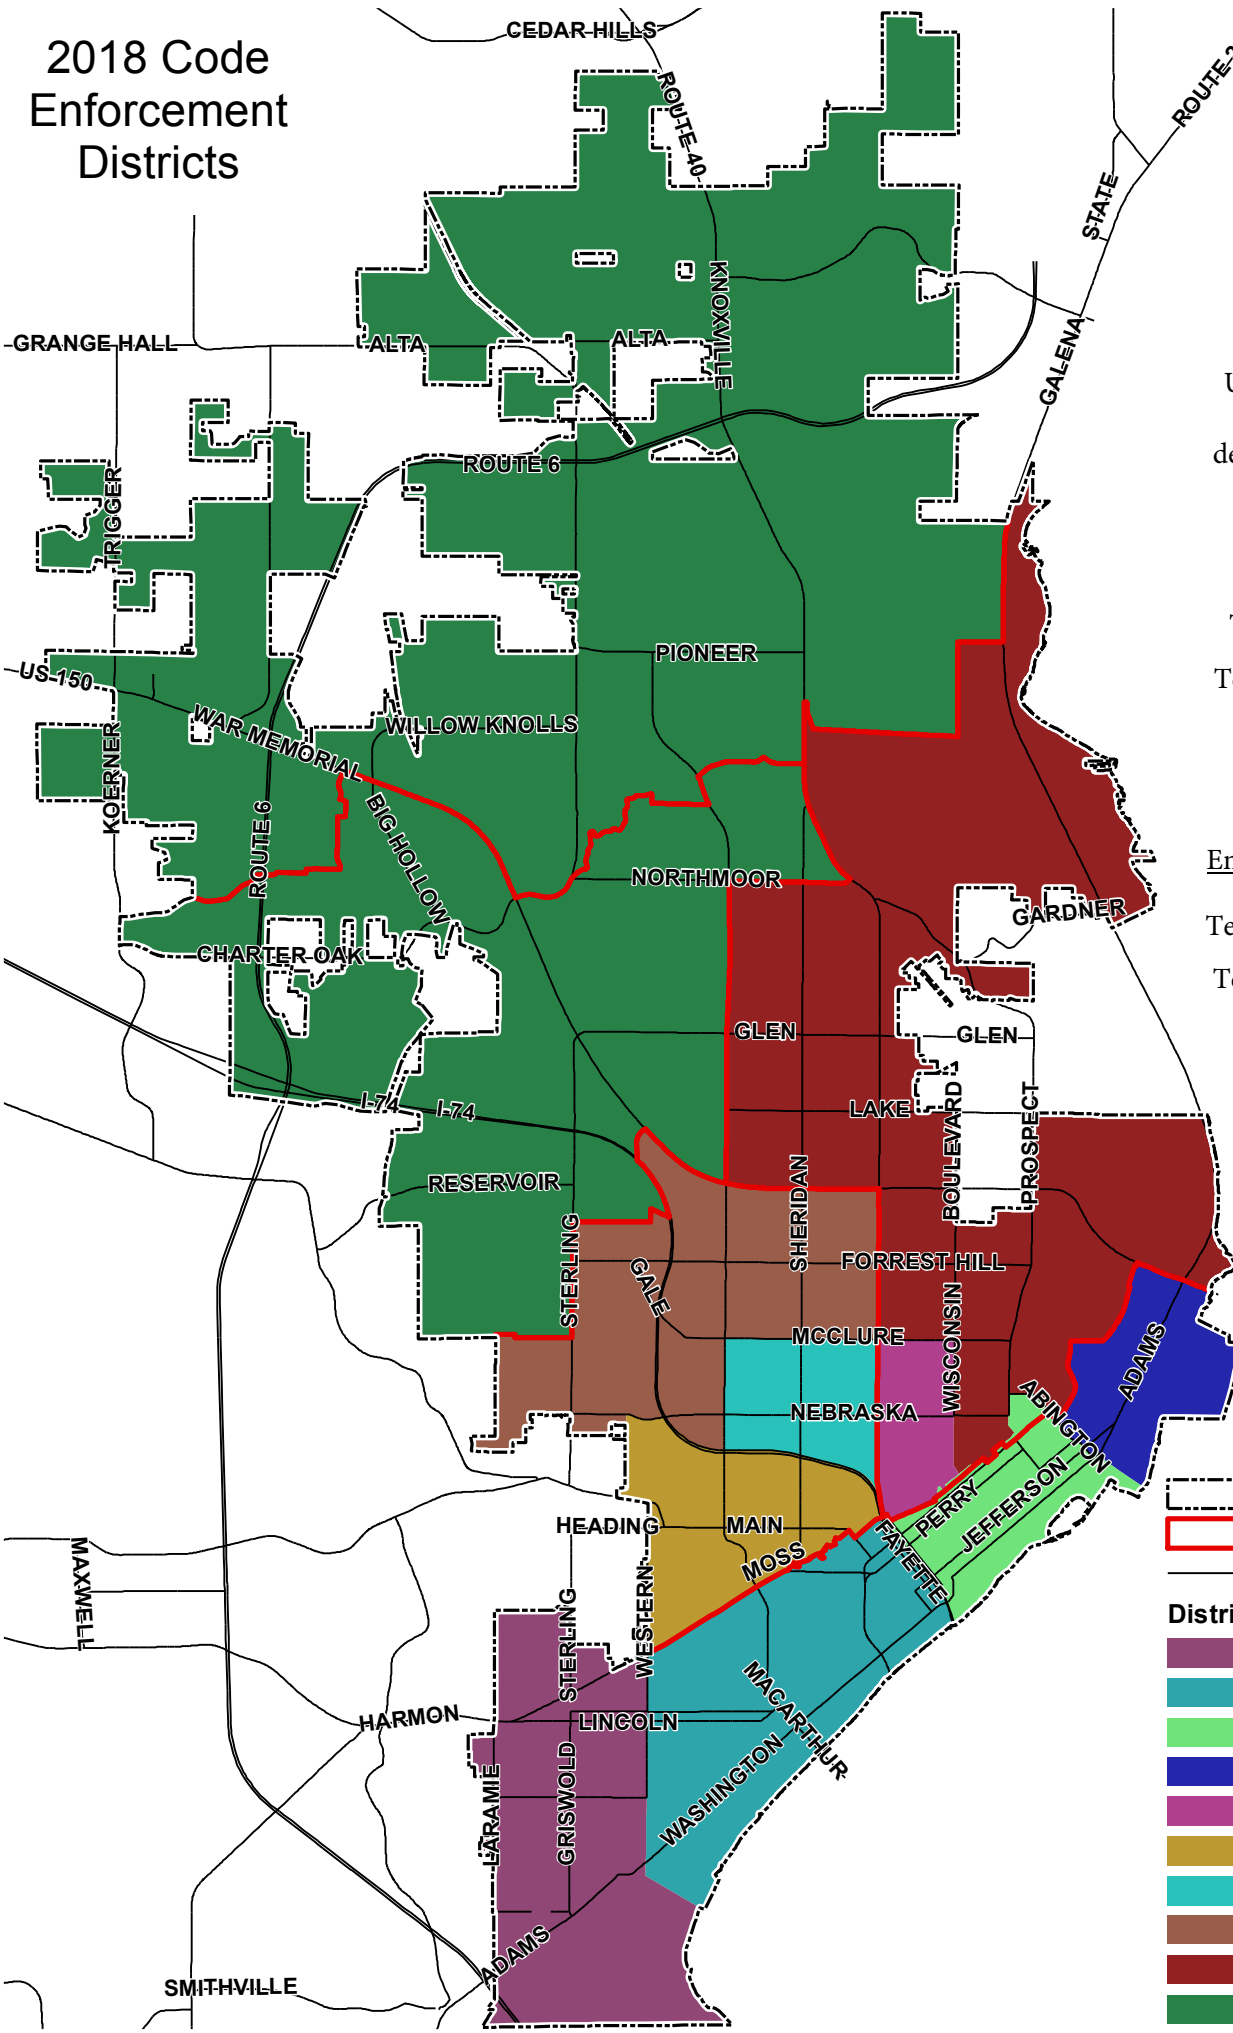 2018 Code
Enforcement
Districts
CEDAR HILLS
ROUTE 40
STATE
KNOXVILLE
GRANGE HALL
ALTA
ALTA
GALENA
ROUTE 6
TRIGGER
PIONEER
US 150
WAR MEMORIAL
WILLOW KNOLLS
KOERNER
ROUTE 6
BIG HOLLOW
NORTHMOOR
GARDNER
CHARTER OAK
GLEN
GLEN
I-74
I-74
LAKE
BOULEVARD
PROSPECT
RESERVOIR
SHERIDAN
STERLING
GALE
FORREST HILL
MCCLURE
WISCONSIN
ADAMS
NEBRASKA
ABINGTON
PERRY
JEFFERSON
HEADING
MAIN
MOSS
FAYETTE
MAXWELL
STERLING
WESTERN
MACARTHUR
HARMON
LINCOLN
WASHINGTON
LARAMIE
GRISWOLD
ADAMS
SMITHVILLE